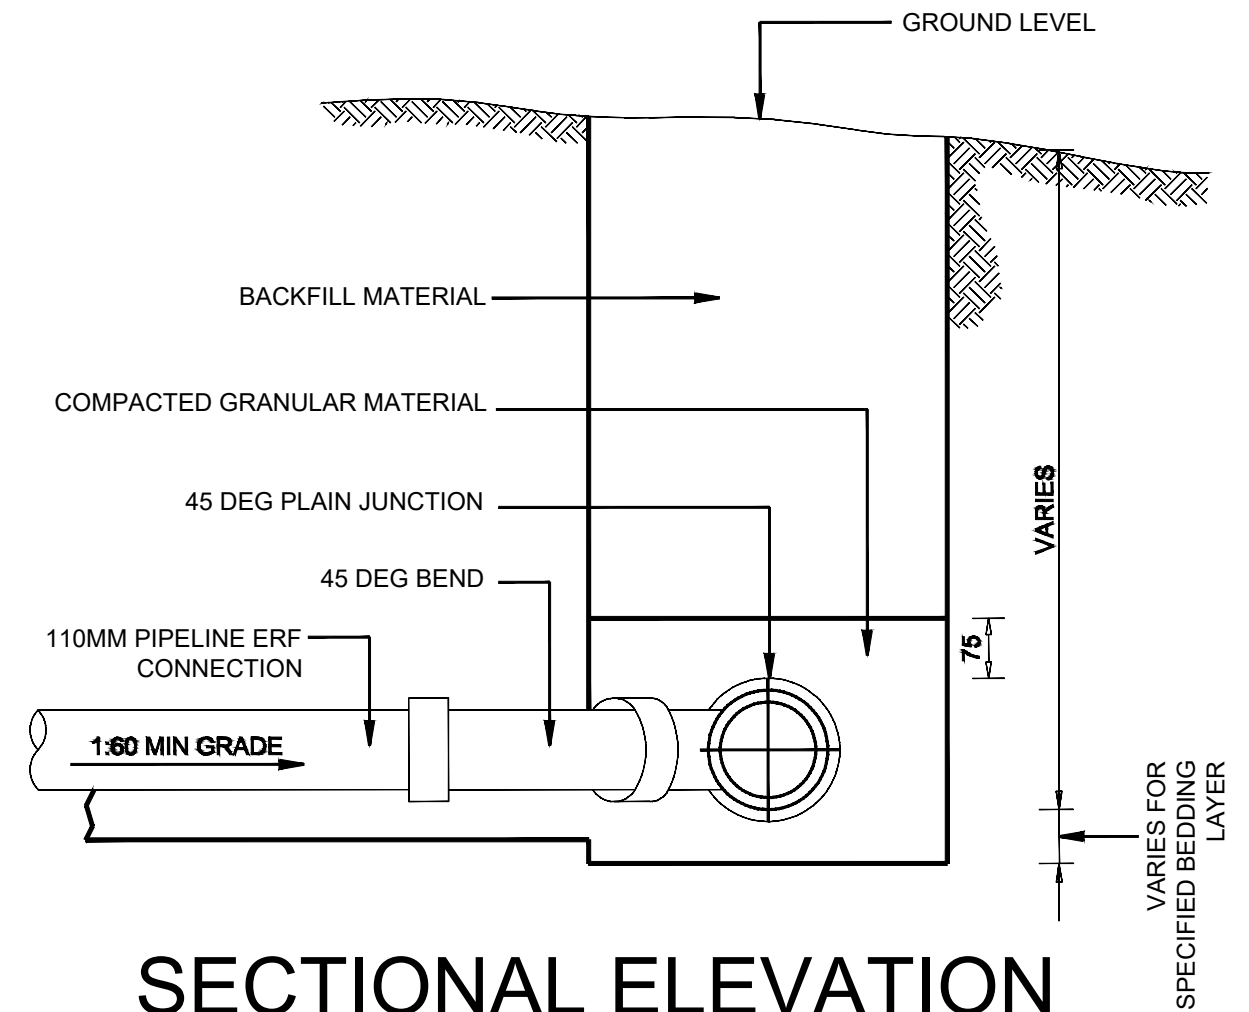 GROUND LEVEL
BACKFILL MATERIAL
COMPACTED GRANULAR MATERIAL
45 DEG PLAIN JUNCTION
VARIES
45 DEG BEND
110MM PIPELINE ERF
CONNECTION
75
1:60 MIN GRADE
VARIES FOR
SPECIFIED BEDDING
LAYER
SECTIONAL ELEVATION